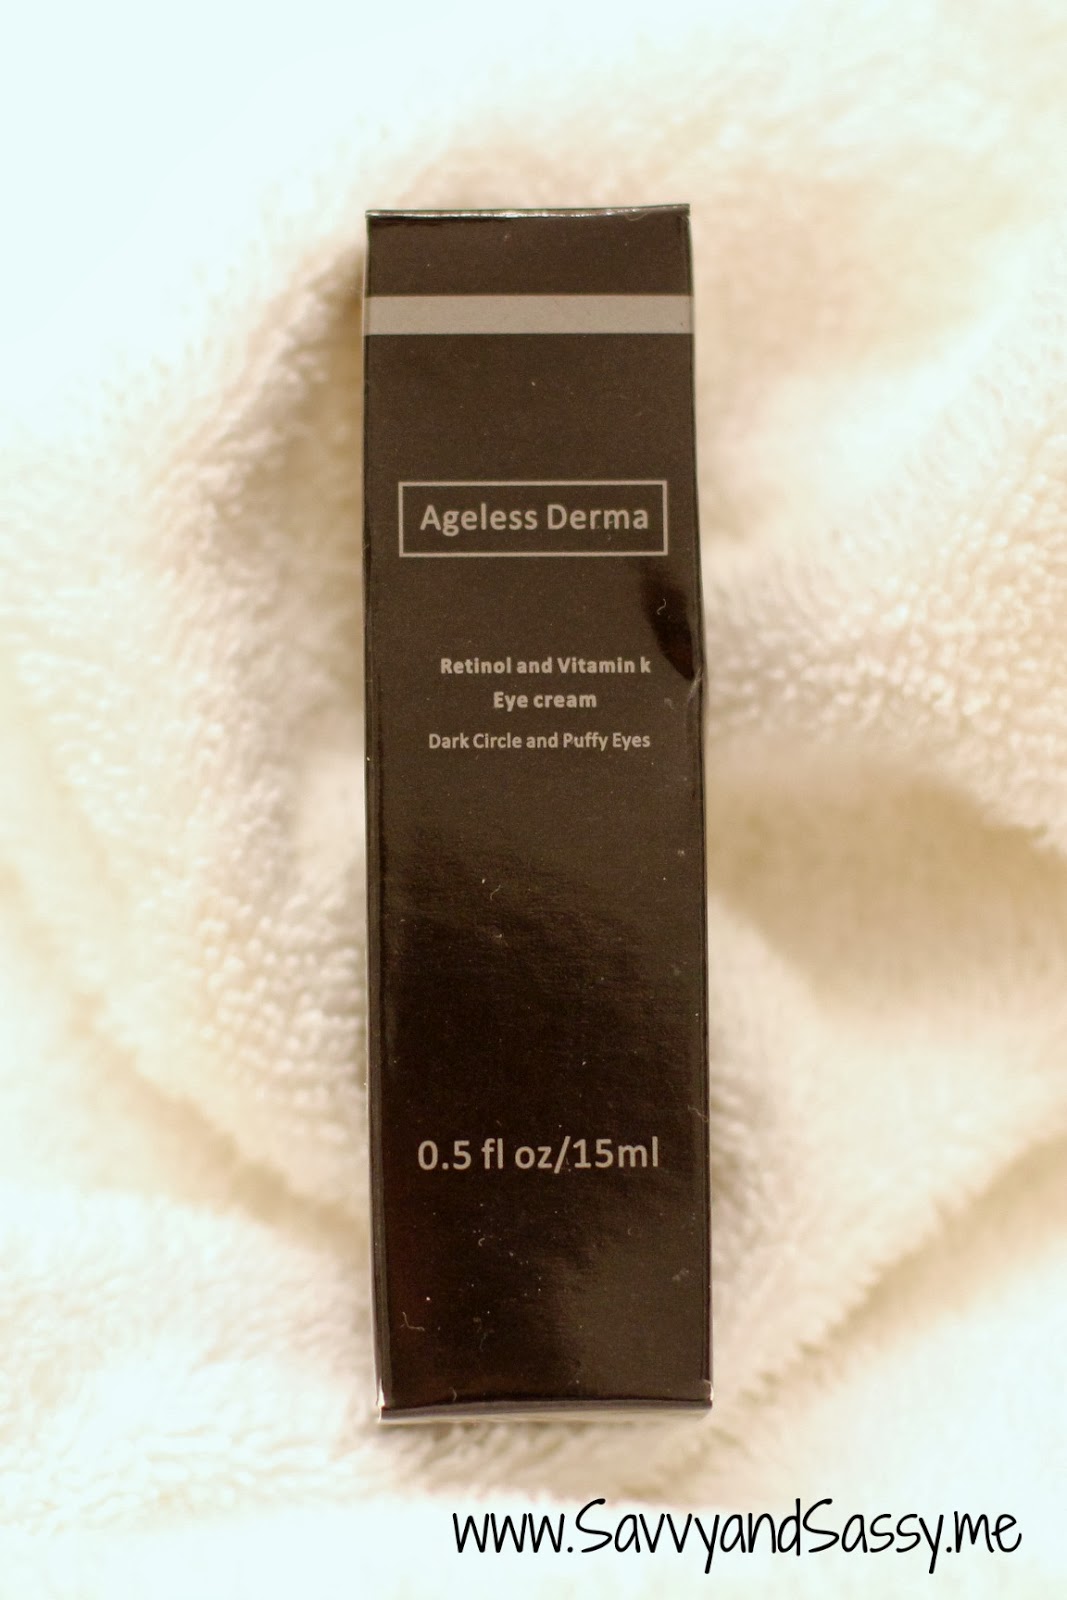 Ageless Derma
Retinol and Vitamin k
Eye cream
Dark Circle and Puffy Eyes
0.5 fl oz/15ml
www.SavvyandSassy.me